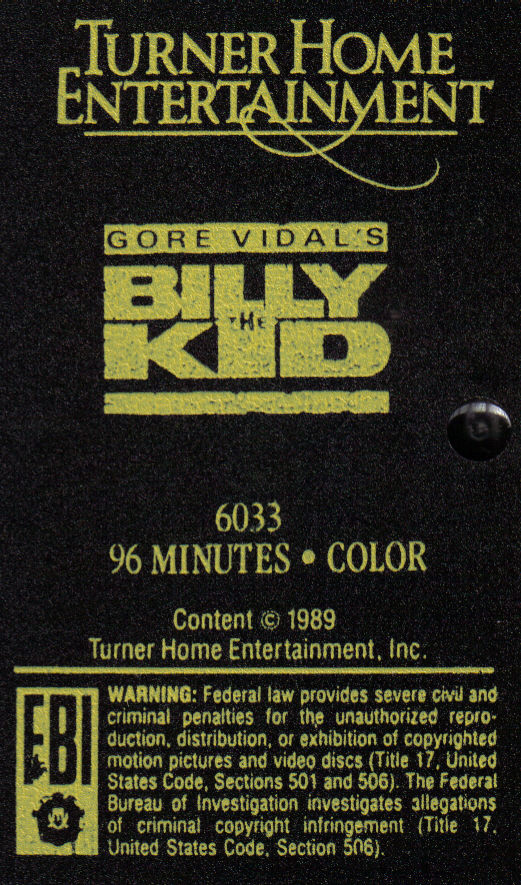 TURNER HOME
ENTERTAINMENT
GORE VIDAL'S
BILLY
THE
KID
6033
96 MINUTES • COLOR
Content © 1989
Turner Home Entertainment, Inc.
FBI
WARNING: Federal law provides severe civil and
criminal penalties for the unauthorized repro-
duction, distribution, or exhibition of copyrighted
motion pictures and video discs (Title 17, United
States Code, Sections 501 and 506). The Federal
Bureau of Investigation investigates allegations
of criminal copyright infringement (Title 17,
United States Code, Section 506).